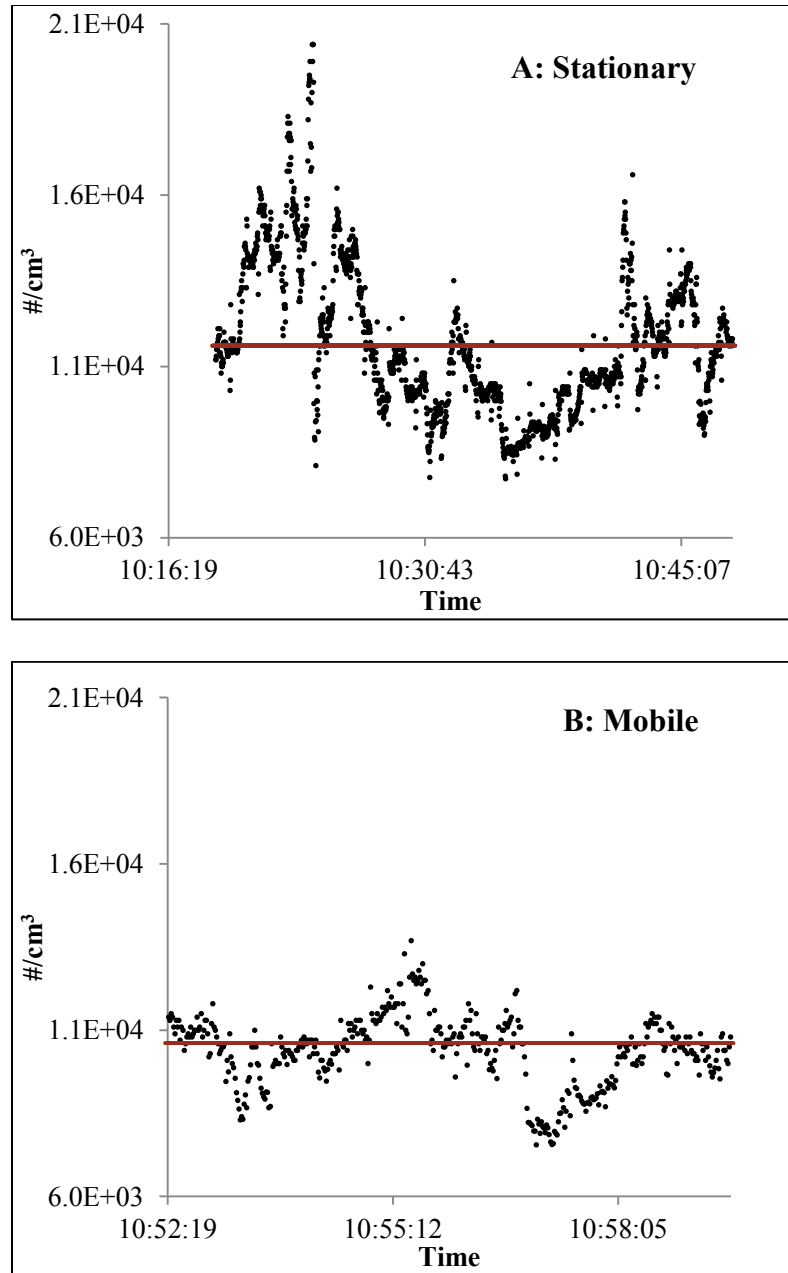 2.1E+04
A: Stationary
1.6E+04
#/cm³
1.1E+04
6.0E+03
10:16:19 10:30:43 10:45:07
Time
2.1E+04
B: Mobile
1.6E+04
#/cm³
1.1E+04
6.0E+03
10:52:19 10:55:12 10:58:05
Time